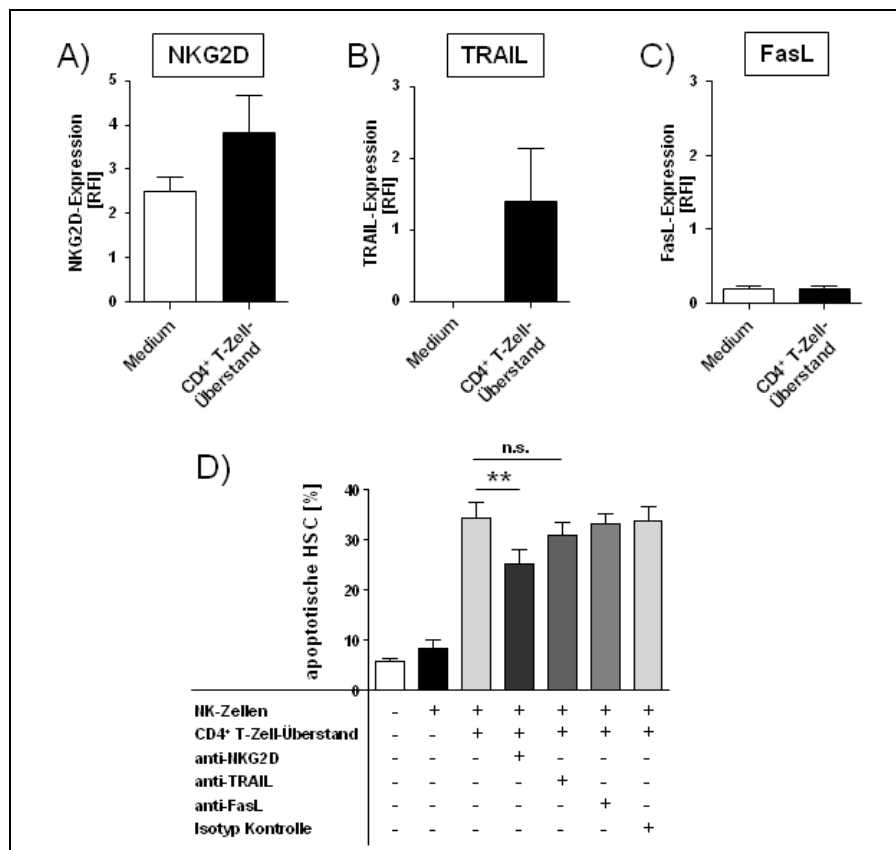 A) NKG2D
NKG2D-Expression
[RFI]
5
4
3
2
1
0
Medium
CD4⁺ T-Zell-
Überstand
B) TRAIL
TRAIL-Expression
[RFI]
3
2
1
0
Medium
CD4⁺ T-Zell-
Überstand
C) FasL
FasL-Expression
[RFI]
3
2
1
0
Medium
CD4⁺ T-Zell-
Überstand
D)
n.s.
**
apoptotische HSC [%]
40
30
20
10
0
NK-Zellen - + + + + + +
CD4⁺ T-Zell-Überstand - - + + + + +
anti-NKG2D - - - + - - -
anti-TRAIL - - - - + - -
anti-FasL - - - - - + -
Isotyp Kontrolle - - - - - - +